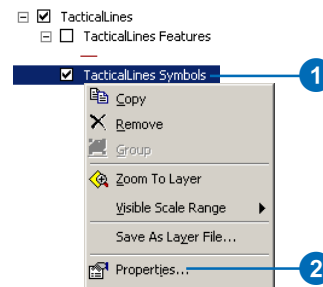 TacticalLines
TacticalLines Features
TacticalLines Symbols 1
Copy
Remove
Group
Zoom To Layer
Visible Scale Range
Save As Layer File...
Properties... 2